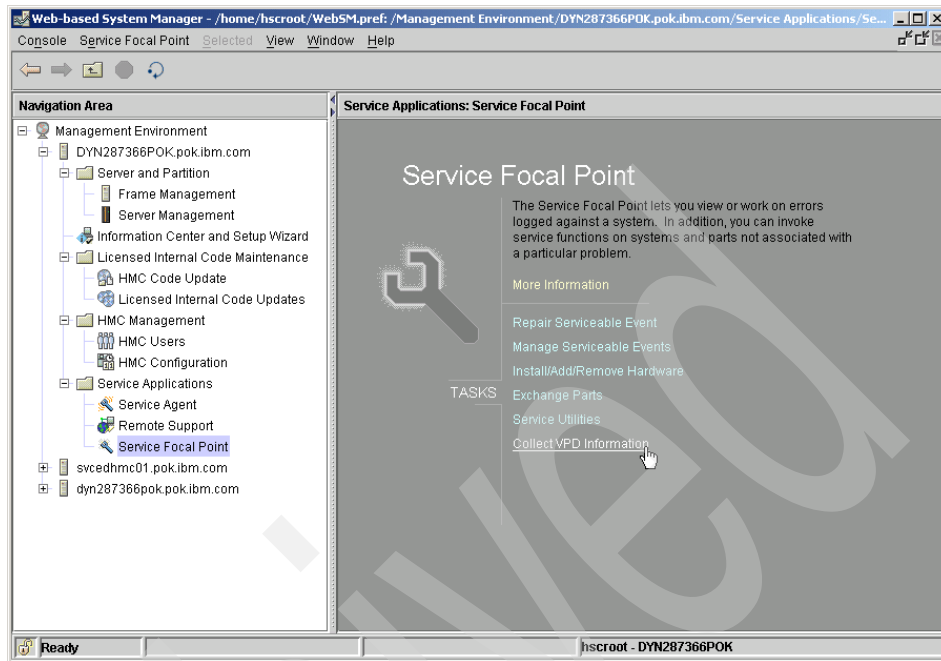 Web-based System Manager - /home/hscroot/WebSM.pref: /Management Environment/DYN287366POK.pok.ibm.com/Service Applications/Se...
Console Service Focal Point Selected View Window Help
Navigation Area
Service Applications: Service Focal Point
Management Environment
DYN287366POK.pok.ibm.com
Server and Partition
Frame Management
Server Management
Information Center and Setup Wizard
Licensed Internal Code Maintenance
HMC Code Update
Licensed Internal Code Updates
HMC Management
HMC Users
HMC Configuration
Service Applications
Service Agent
Remote Support
Service Focal Point
svcedhmc01.pok.ibm.com
dyn287366pok.pok.ibm.com
Service Focal Point
The Service Focal Point lets you view or work on errors
logged against a system. In addition, you can invoke
service functions on systems and parts not associated with
a particular problem.
More Information
TASKS
Repair Serviceable Event
Manage Serviceable Events
Install/Add/Remove Hardware
Exchange Parts
Service Utilities
Collect VPD Information
Ready
hscroot - DYN287366POK